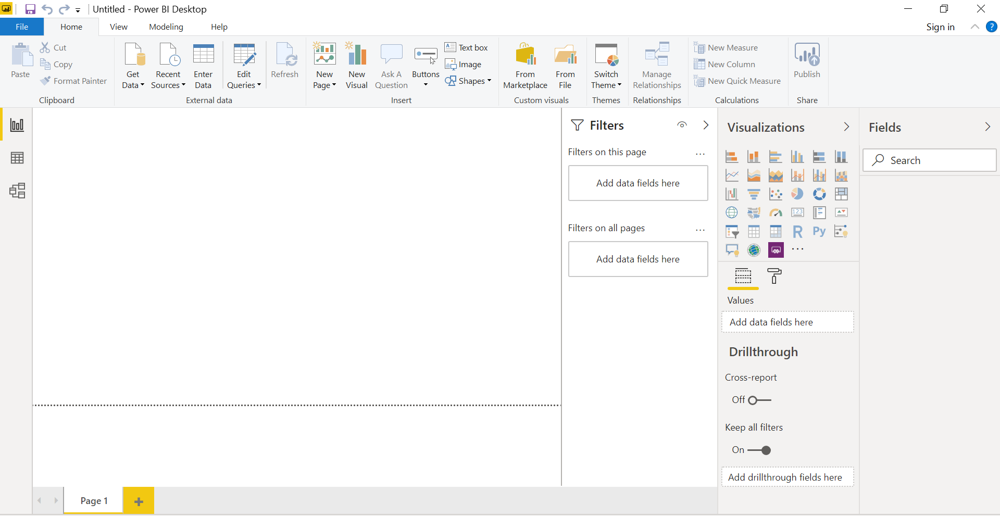 Untitled - Power BI Desktop
File Home View Modeling Help Sign in ?
Paste
Cut
Copy
Format Painter
Clipboard
Get Data
Recent Sources
Enter Data
Edit Queries
Refresh
External data
New Page
New Visual
Ask A Question
Buttons
Text box
Image
Shapes
Insert
From Marketplace
From File
Custom visuals
Switch Theme
Themes
Manage Relationships
Relationships
New Measure
New Column
New Quick Measure
Calculations
Publish
Share
Filters
Filters on this page ...
Add data fields here
Filters on all pages ...
Add data fields here
Visualizations
123
R Py
...
Values
Add data fields here
Drillthrough
Cross-report
Off
Keep all filters
On
Add drillthrough fields here
Fields
Search
Page 1